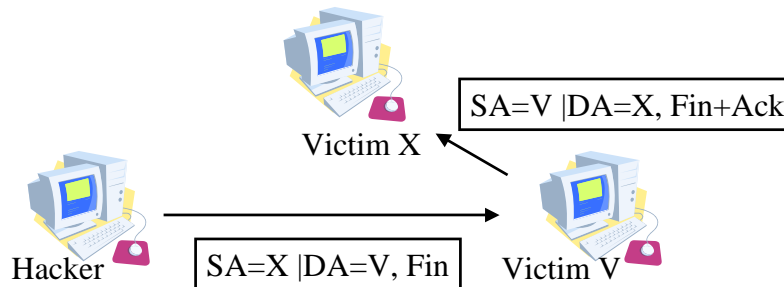 SA=V |DA=X, Fin+Ack
Victim X
Hacker
SA=X |DA=V, Fin
Victim V